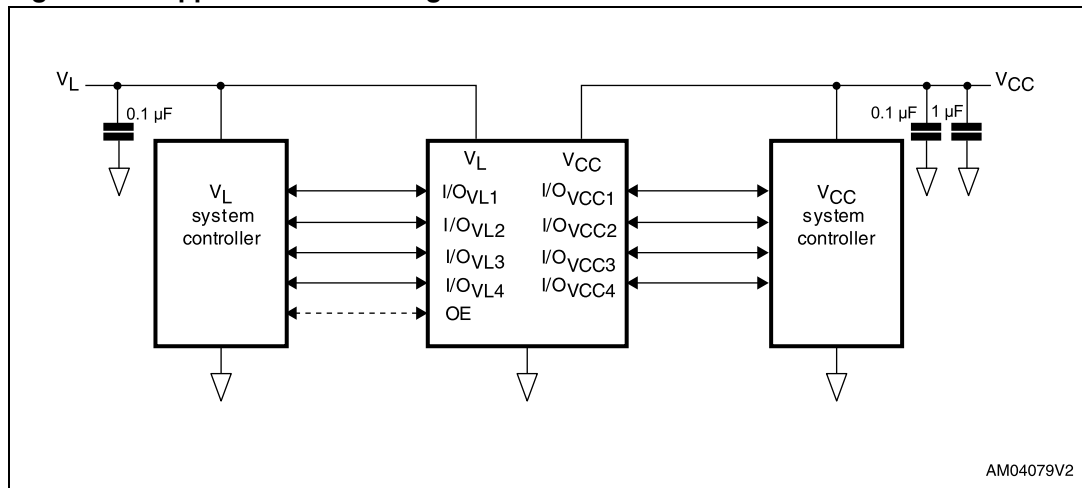 VL
0.1 µF
VL
system
controller
VL
I/OVL1
I/OVL2
I/OVL3
I/OVL4
OE
VCC
I/OVCC1
I/OVCC2
I/OVCC3
I/OVCC4
0.1 µF
1 µF
VCC
VCC
system
controller
AM04079V2